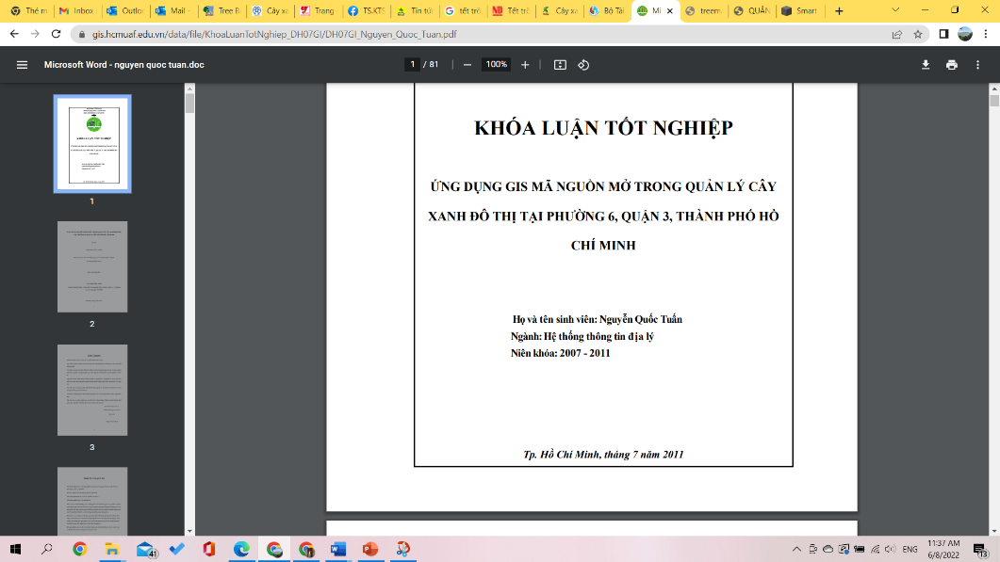 Thẻ m
Inbox
Outloo
Mail –
Tree B
Cây xa
Trang
TS.KTS
Tin tứ
tết trồ
Tết trồ
Cây xa
Bộ Tài
Mi
treem
QUẢN
Smart
gis.hcmuaf.edu.vn/data/file/KhoaLuanTotNghiep_DH07GI/DH07GI_Nguyen_Quoc_Tuan.pdf
Microsoft Word - nguyen quoc tuan.doc
1 / 81
100%
1
2
3
KHÓA LUẬN TỐT NGHIỆP
ỨNG DỤNG GIS MÃ NGUỒN MỞ TRONG QUẢN LÝ CÂY
XANH ĐÔ THỊ TẠI PHƯỜNG 6, QUẬN 3, THÀNH PHỐ HỒ
CHÍ MINH
Họ và tên sinh viên: Nguyễn Quốc Tuấn
Ngành: Hệ thống thông tin địa lý
Niên khóa: 2007 - 2011
Tp. Hồ Chí Minh, tháng 7 năm 2011
41
ENG
11:37 AM
6/8/2022
13